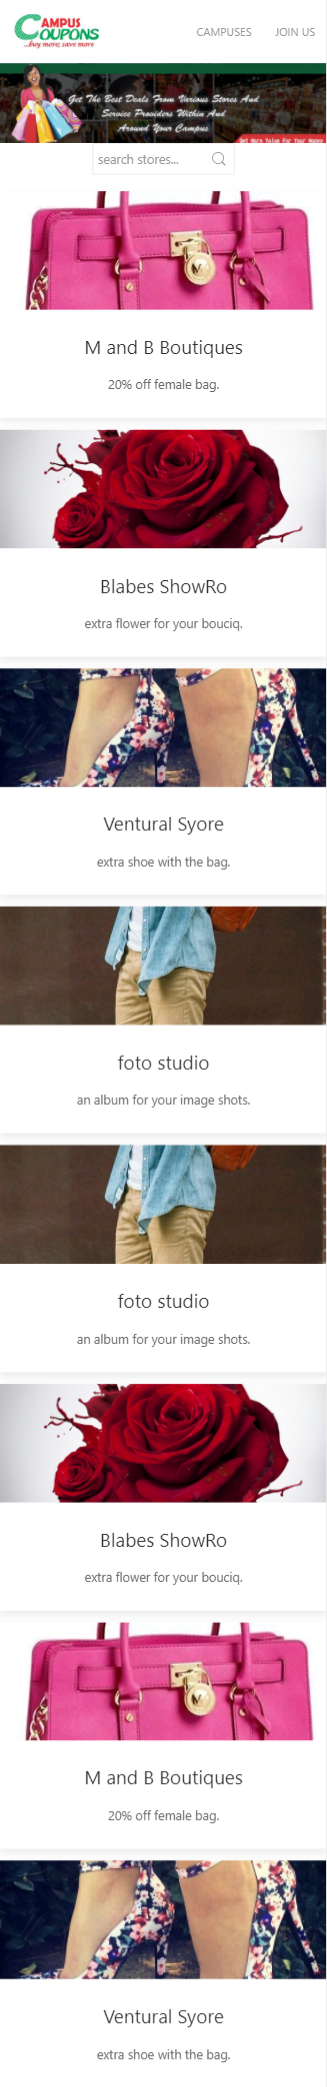 CAMPUS
COUPONS
...buy more; save more
CAMPUSES JOIN US
Get The Best Deals From Various Stores And
Service Providers Within And
Around Your Campus
Get More Value For Your Money
search stores...
M and B Boutiques
20% off female bag.
Blabes ShowRo
extra flower for your bouciq.
Ventural Syore
extra shoe with the bag.
foto studio
an album for your image shots.
foto studio
an album for your image shots.
Blabes ShowRo
extra flower for your bouciq.
M and B Boutiques
20% off female bag.
Ventural Syore
extra shoe with the bag.